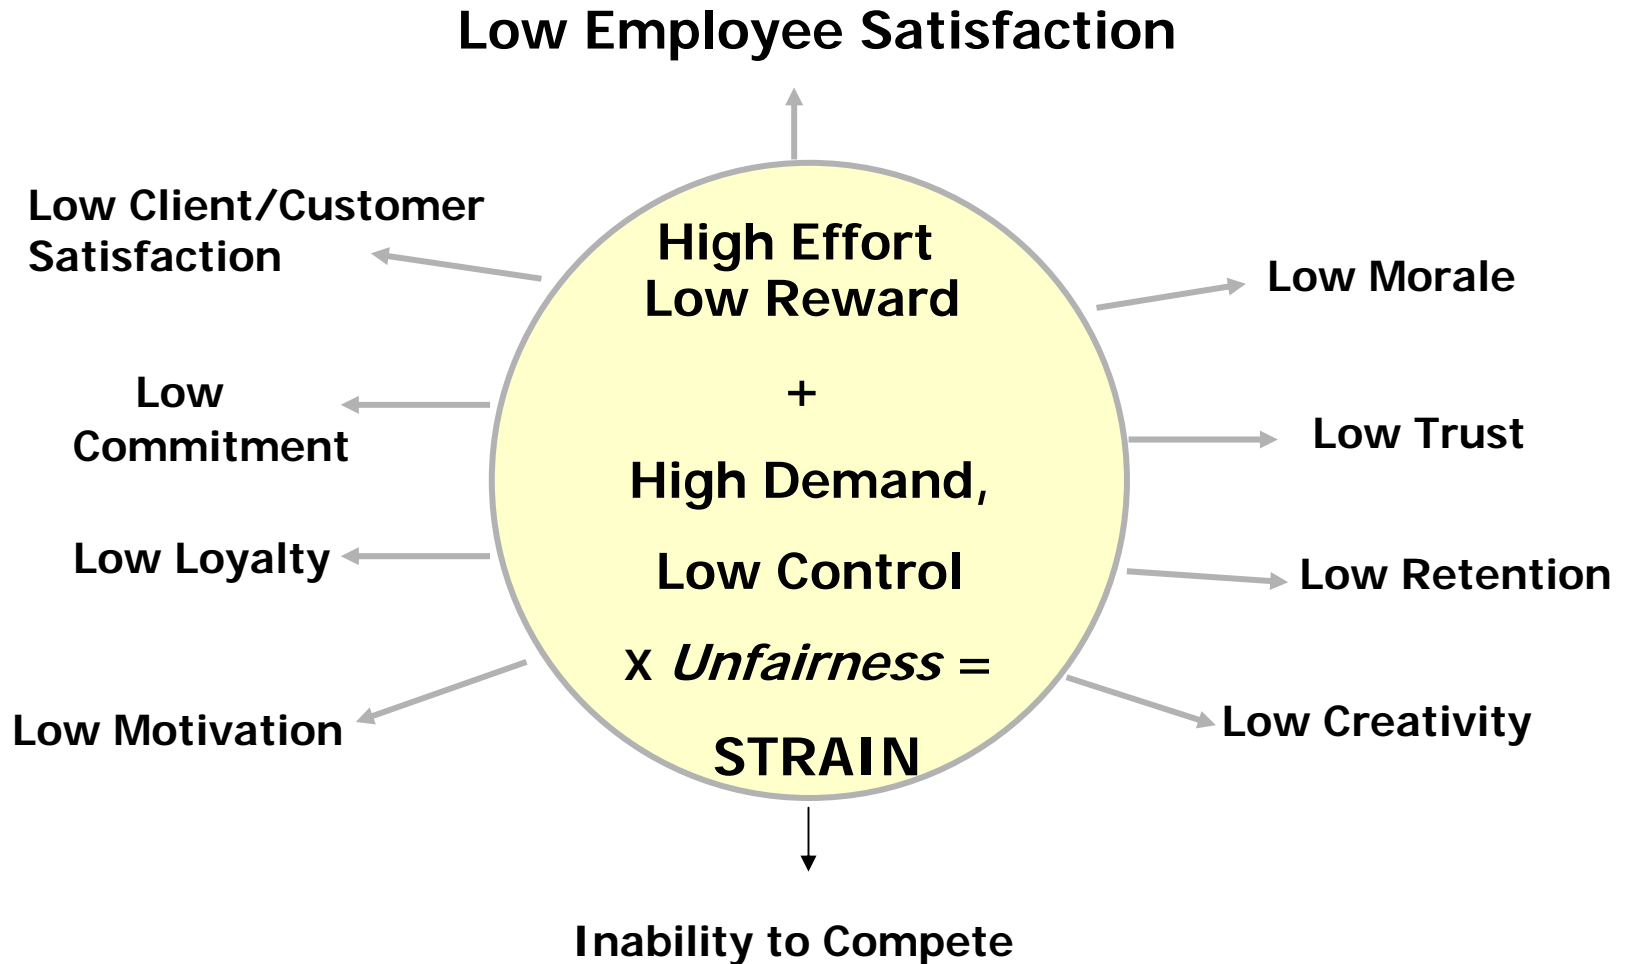 Low Employee Satisfaction
Low Client/Customer
Satisfaction
Low
Commitment
Low Loyalty
Low Motivation
High Effort
Low Reward
+
High Demand,
Low Control
x Unfairness =
STRAIN
Low Morale
Low Trust
Low Retention
Low Creativity
Inability to Compete